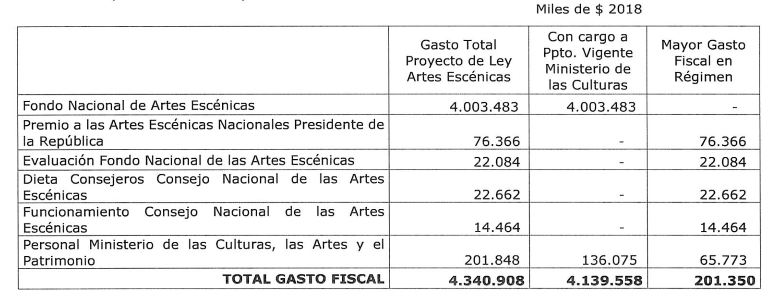 Miles de $ 2018
Gasto Total Proyecto de Ley Artes Escénicas | Con cargo a Ppto. Vigente Ministerio de las Culturas | Mayor Gasto Fiscal en Régimen
Fondo Nacional de Artes Escénicas 4.003.483 4.003.483 -
Premio a las Artes Escénicas Nacionales Presidente de
la República 76.366 - 76.366
Evaluación Fondo Nacional de las Artes Escénicas 22.084 - 22.084
Dieta Consejeros Consejo Nacional de las Artes
Escénicas 22.662 - 22.662
Funcionamiento Consejo Nacional de las Artes
Escénicas 14.464 - 14.464
Personal Ministerio de las Culturas, las Artes y el
Patrimonio 201.848 136.075 65.773
TOTAL GASTO FISCAL 4.340.908 4.139.558 201.350